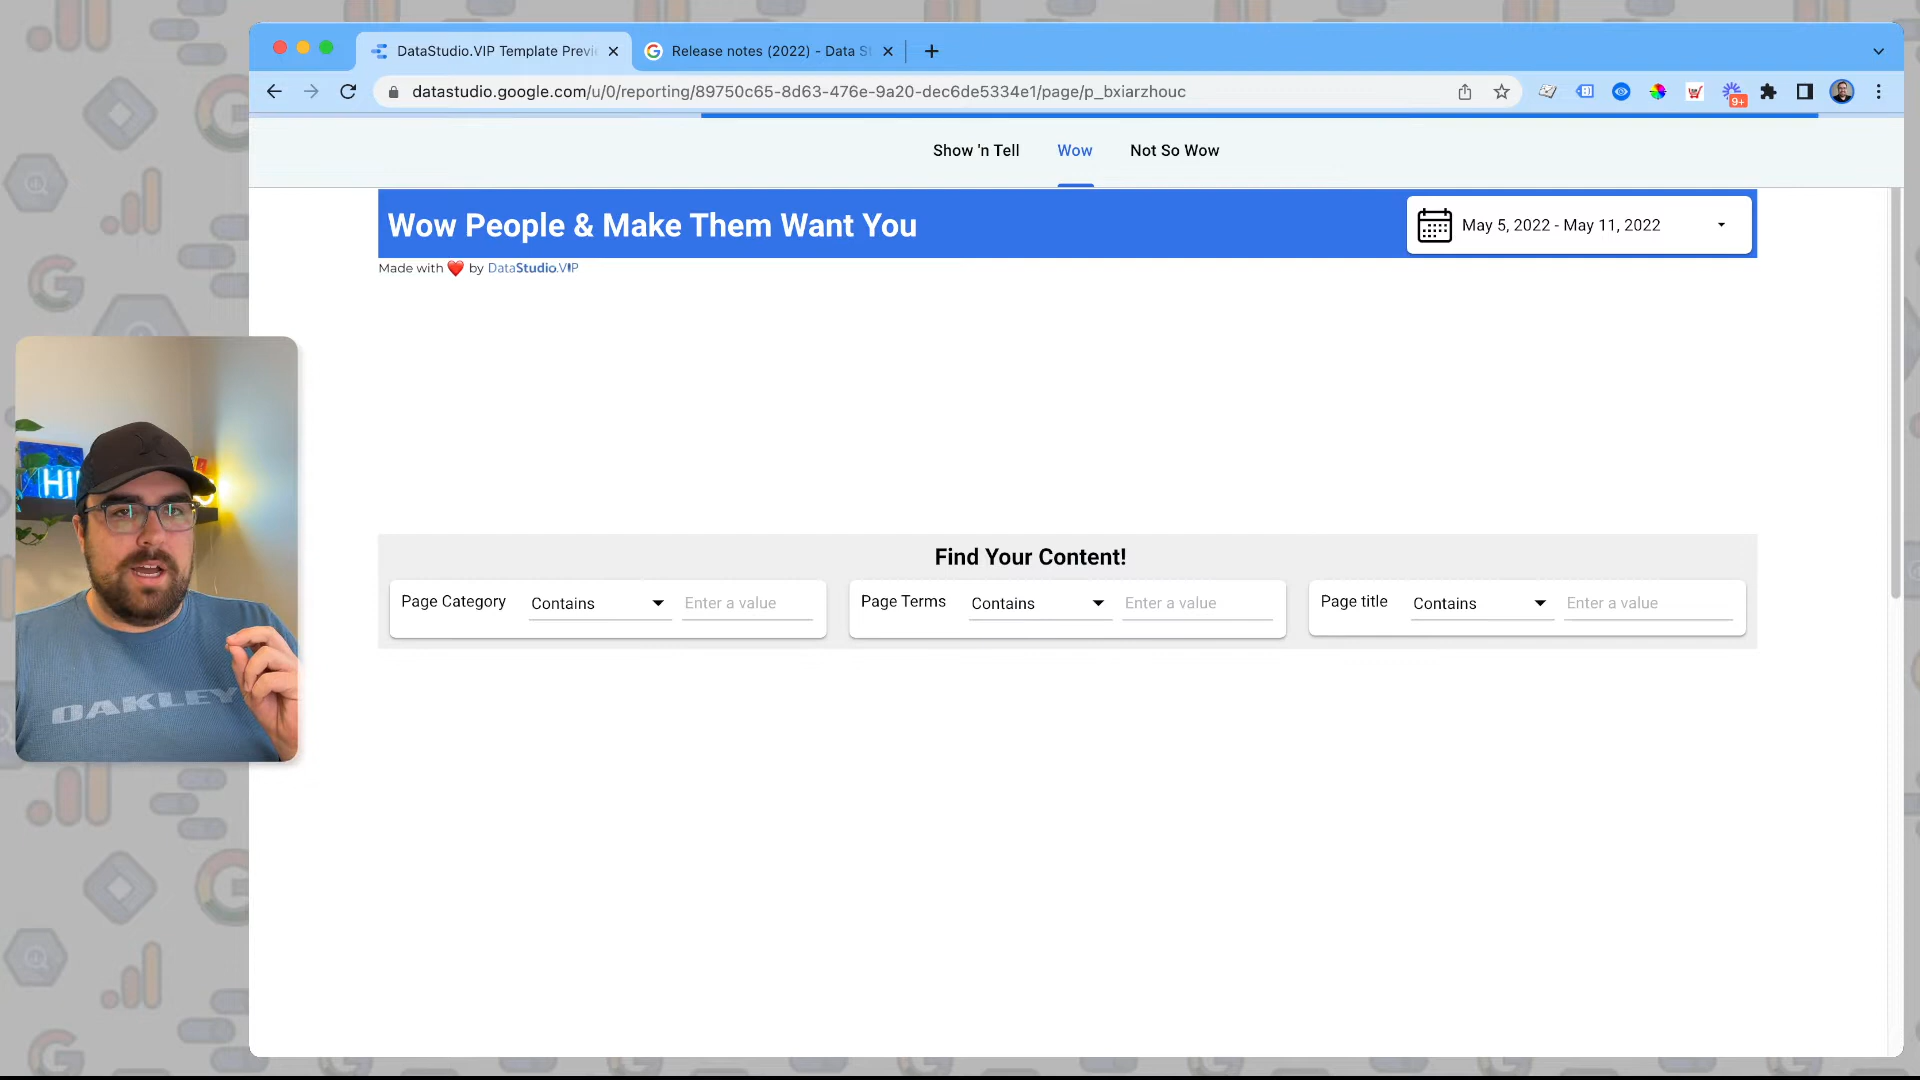 DataStudio.VIP Template Previ
Release notes (2022) - Data St
datastudio.google.com/u/0/reporting/89750c65-8d63-476e-9a20-dec6de5334e1/page/p_bxiarzhouc
9+
Show 'n Tell
Wow
Not So Wow
Wow People & Make Them Want You
May 5, 2022 - May 11, 2022
Made with ❤️ by DataStudio.VIP
Find Your Content!
Page Category Contains Enter a value
Page Terms Contains Enter a value
Page title Contains Enter a value
HI
OAKLEY